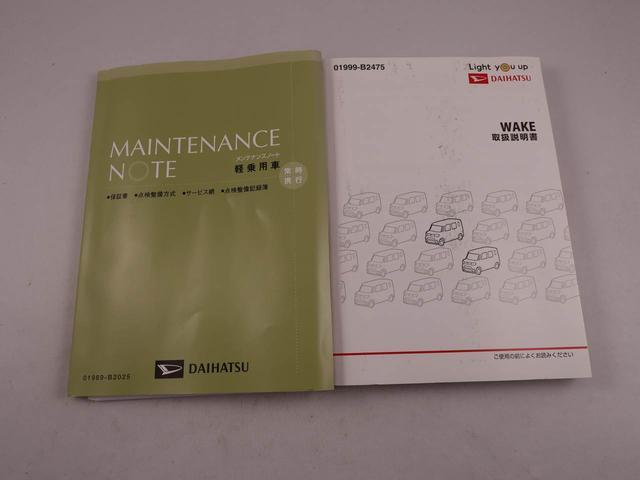 MAINTENANCE
NOTE
メンテナンスノート
軽乗用車
常時
携行
●保証書 ●点検整備方式 ●サービス網 ●点検整備記録簿
DAIHATSU
01989-B2025
01999-B2475
Light you up
DAIHATSU
WAKE
取扱説明書
ご使用の前によくお読みください